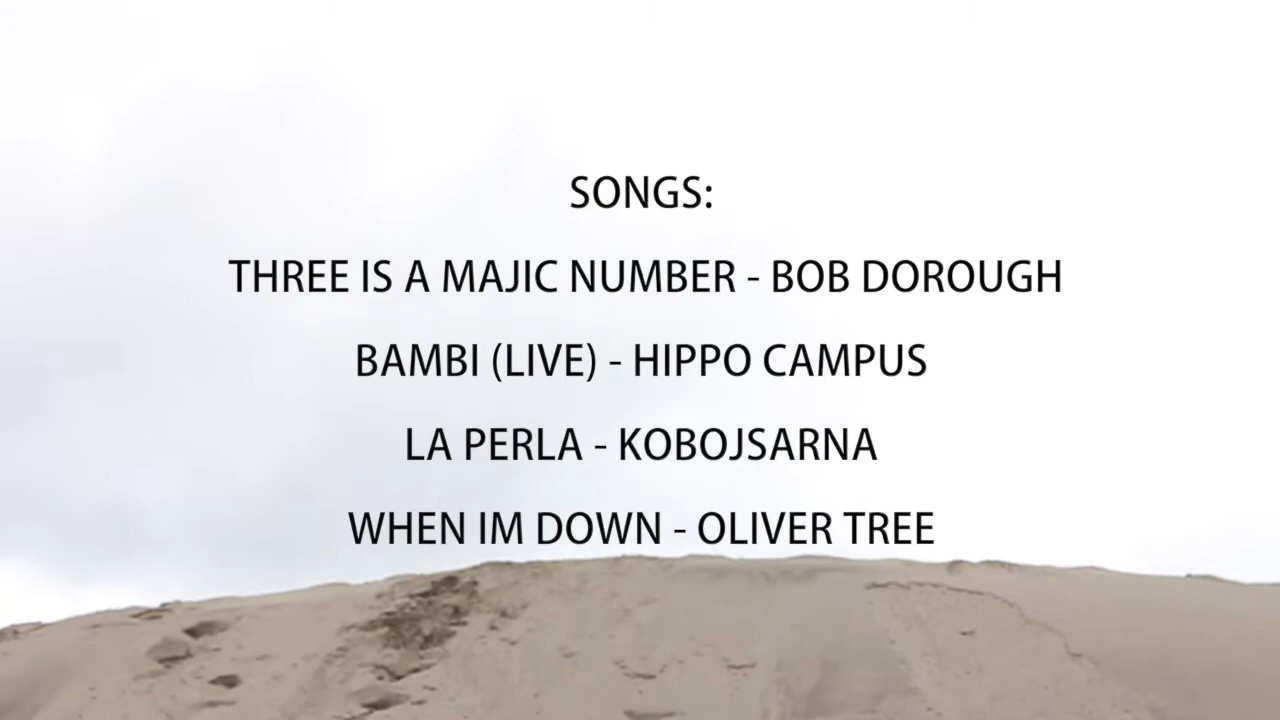 SONGS:
THREE IS A MAJIC NUMBER - BOB DOROUGH
BAMBI (LIVE) - HIPPO CAMPUS
LA PERLA - KOBOJSARNA
WHEN IM DOWN - OLIVER TREE